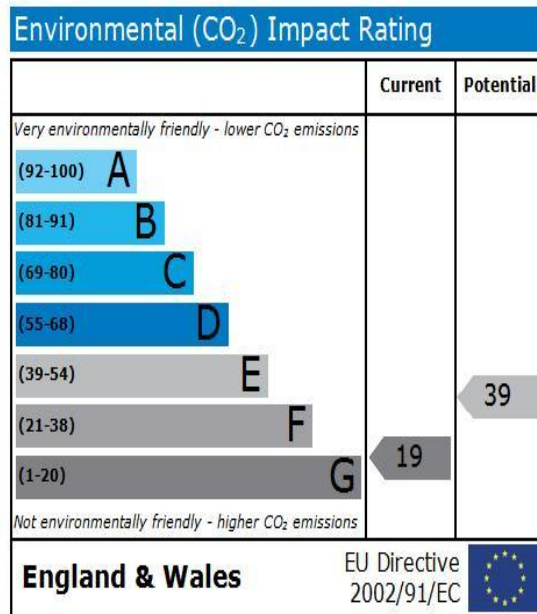 Environmental (CO₂) Impact Rating
Current Potential
Very environmentally friendly - lower CO₂ emissions
(92-100) A
(81-91) B
(69-80) C
(55-68) D
(39-54) E
39
(21-38) F
(1-20) G
19
Not environmentally friendly - higher CO₂ emissions
England & Wales
EU Directive
2002/91/EC